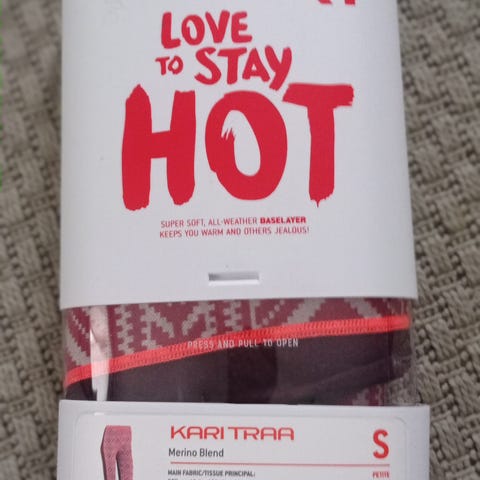 LOVE
TO STAY
HOT
SUPER SOFT, ALL-WEATHER BASELAYER
KEEPS YOU WARM AND OTHERS JEALOUS!
PRESS AND PULL TO OPEN
KARI TRAA
Merino Blend
S
PETITE
MAIN FABRIC/TISSUE PRINCIPAL: